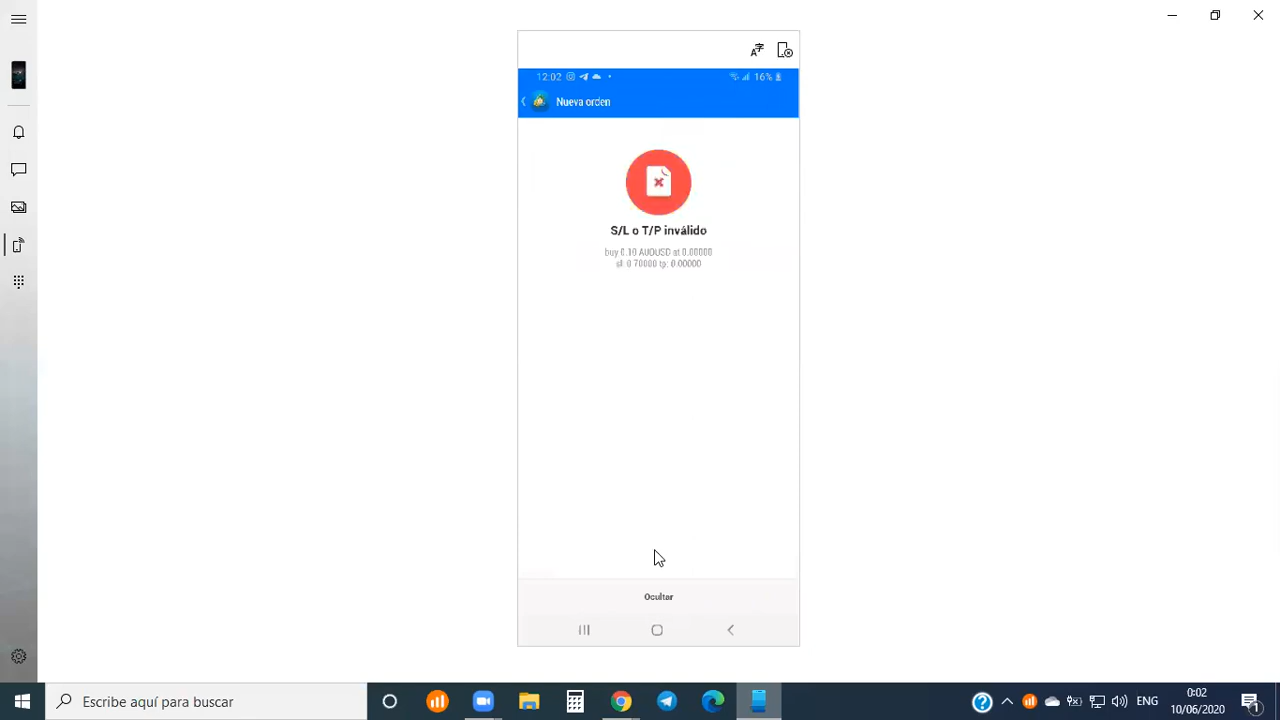 12:02
16%
Nueva orden
S/L o T/P inválido
buy 0.10 AUDUSD at 0.00000
sl: 0.70000 tp: 0.00000
Ocultar
Escribe aquí para buscar
ENG
0:02
10/06/2020
1